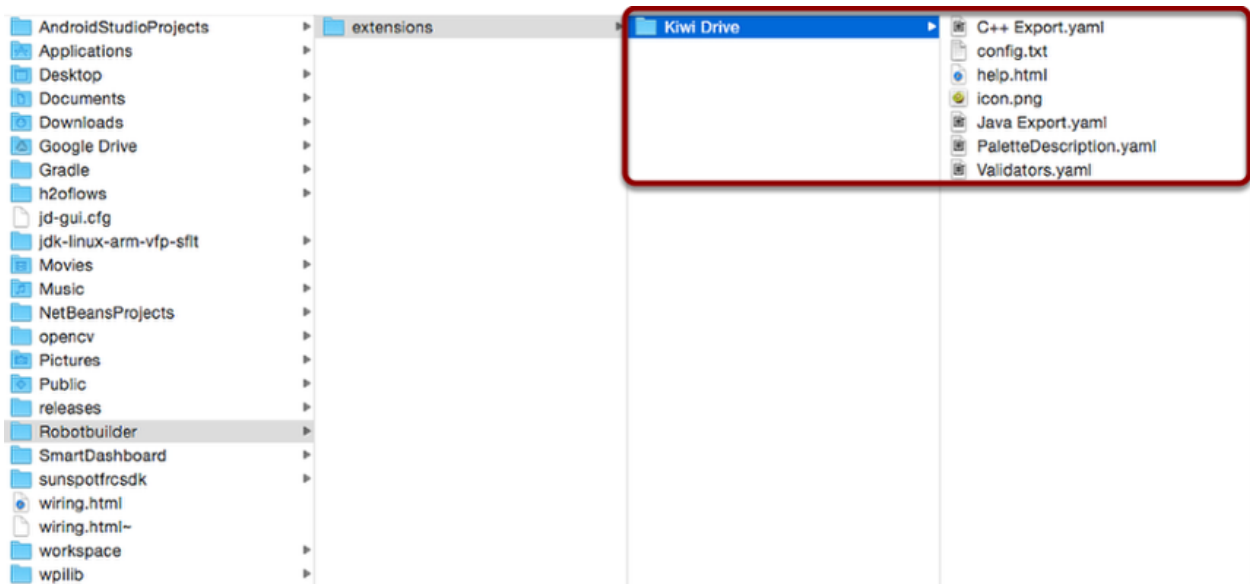 AndroidStudioProjects
Applications
Desktop
Documents
Downloads
Google Drive
Gradle
h2oflows
jd-gui.cfg
jdk-linux-arm-vfp-sflt
Movies
Music
NetBeansProjects
opencv
Pictures
Public
releases
Robotbuilder
SmartDashboard
sunspotfrcsdk
wiring.html
wiring.html~
workspace
wpilib
extensions
Kiwi Drive
C++ Export.yaml
config.txt
help.html
icon.png
Java Export.yaml
PaletteDescription.yaml
Validators.yaml